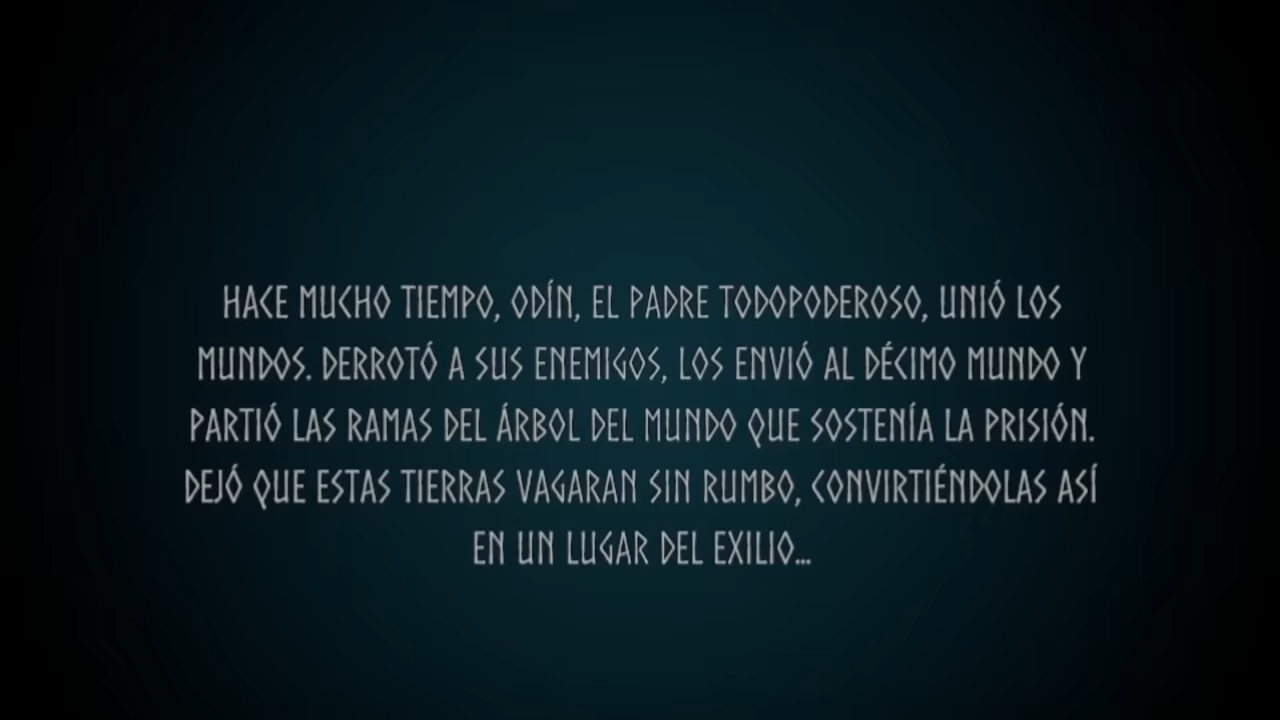 HACE MUCHO TIEMPO, ODÍN, EL PADRE TODOPODEROSO, UNIÓ LOS
MUNDOS. DERROTÓ A SUS ENEMIGOS, LOS ENVIÓ AL DÉCIMO MUNDO Y
PARTIÓ LAS RAMAS DEL ÁRBOL DEL MUNDO QUE SOSTENÍA LA PRISIÓN.
DEJÓ QUE ESTAS TIERRAS VAGARAN SIN RUMBO, CONVIRTIÉNDOLAS ASÍ
EN UN LUGAR DEL EXILIO...